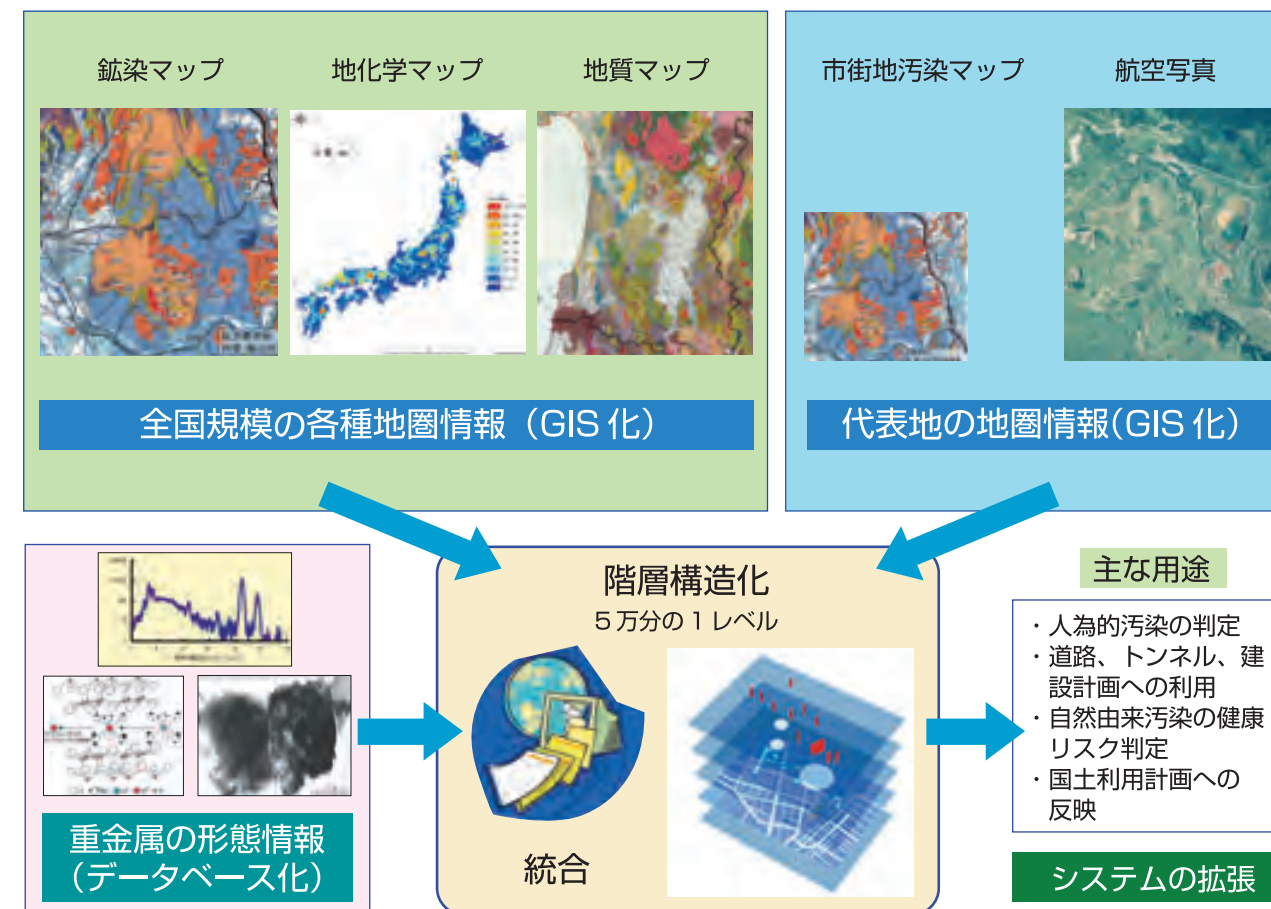 鉱染マップ
地化学マップ
地質マップ
全国規模の各種地圏情報（GIS 化）
市街地汚染マップ
航空写真
代表地の地圏情報（GIS 化）
重金属の形態情報
（データベース化）
階層構造化
5 万分の 1 レベル
統合
主な用途
・人為的汚染の判定
・道路、トンネル、建
設計画への利用
・自然由来汚染の健康
リスク判定
・国土利用計画への
反映
システムの拡張